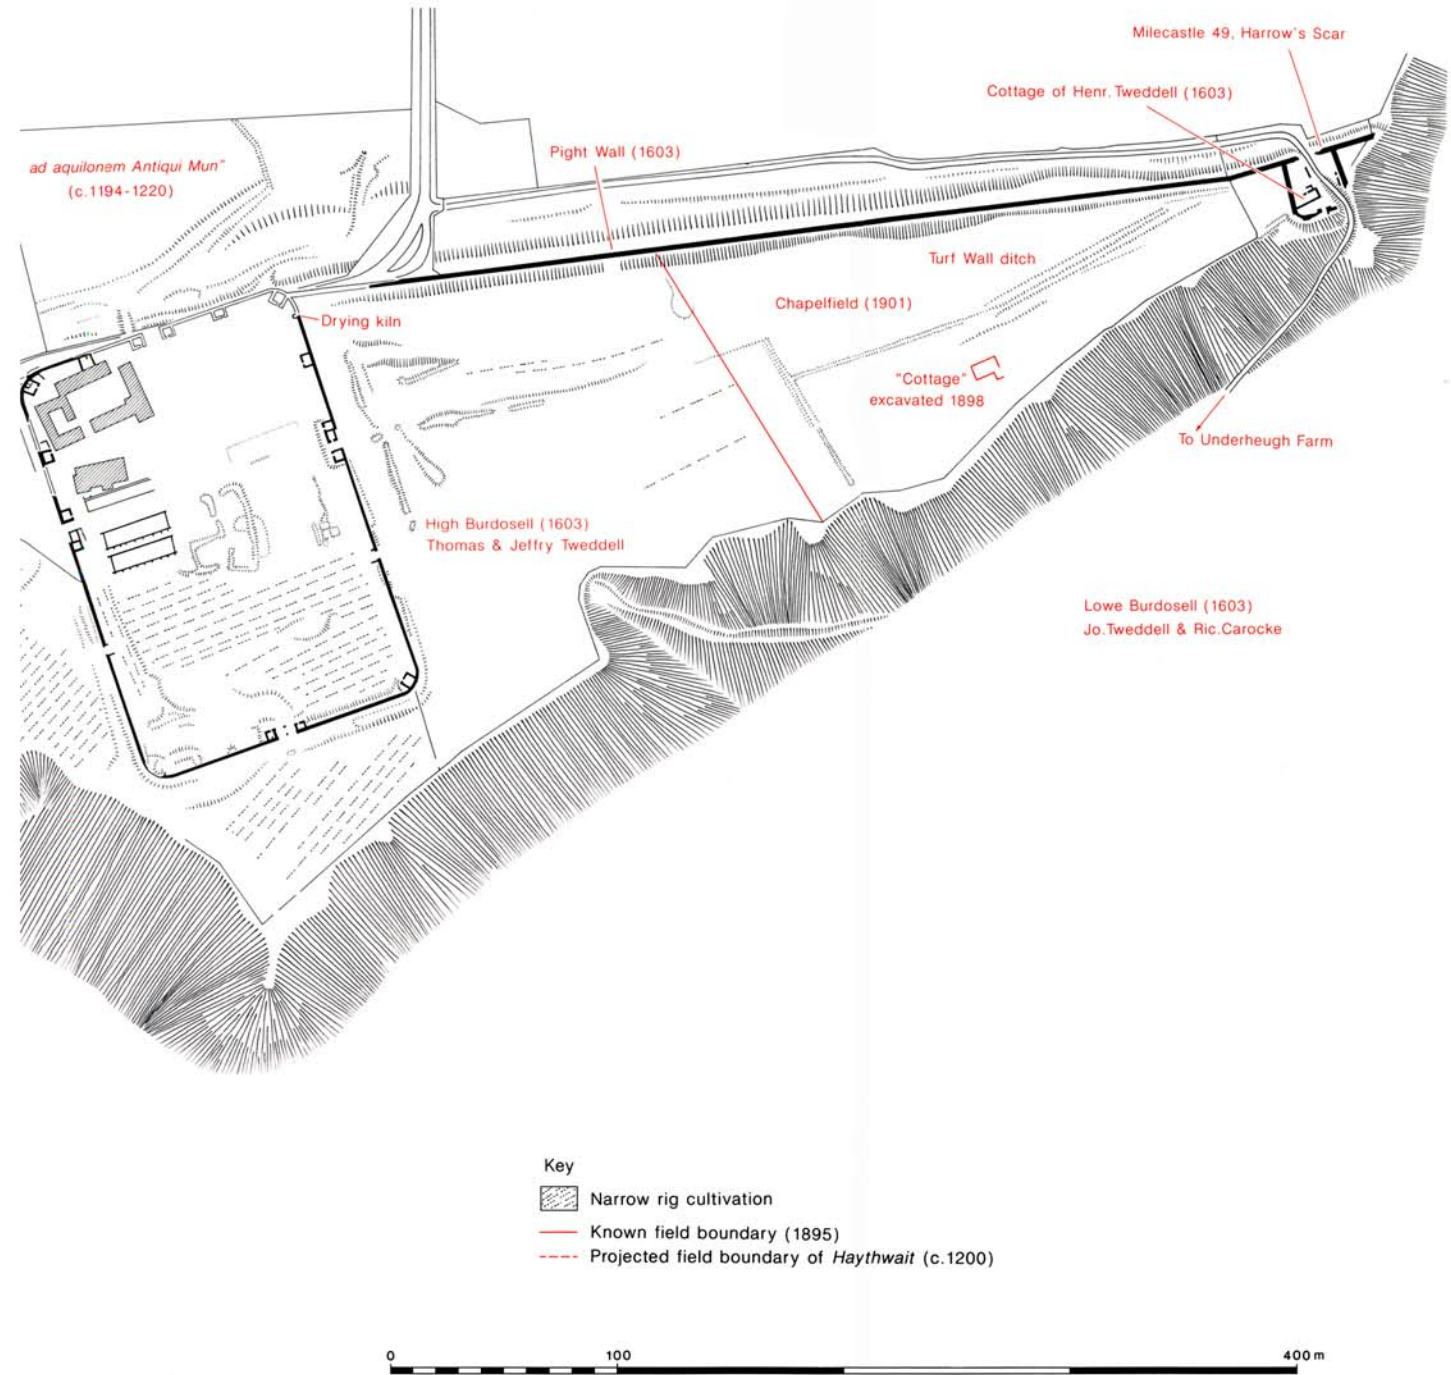 Milecastle 49, Harrow's Scar
Cottage of Henr. Tweddell (1603)
Pight Wall (1603)
ad aquilonem Antiqui Mun"
(c.1194-1220)
Turf Wall ditch
Chapelfield (1901)
Drying kiln
"Cottage"
excavated 1898
To Underheugh Farm
High Burdosell (1603)
Thomas & Jeffry Tweddell
Lowe Burdosell (1603)
Jo.Tweddell & Ric.Carocke
Key
Narrow rig cultivation
Known field boundary (1895)
Projected field boundary of Haythwait (c.1200)
0 100 400 m